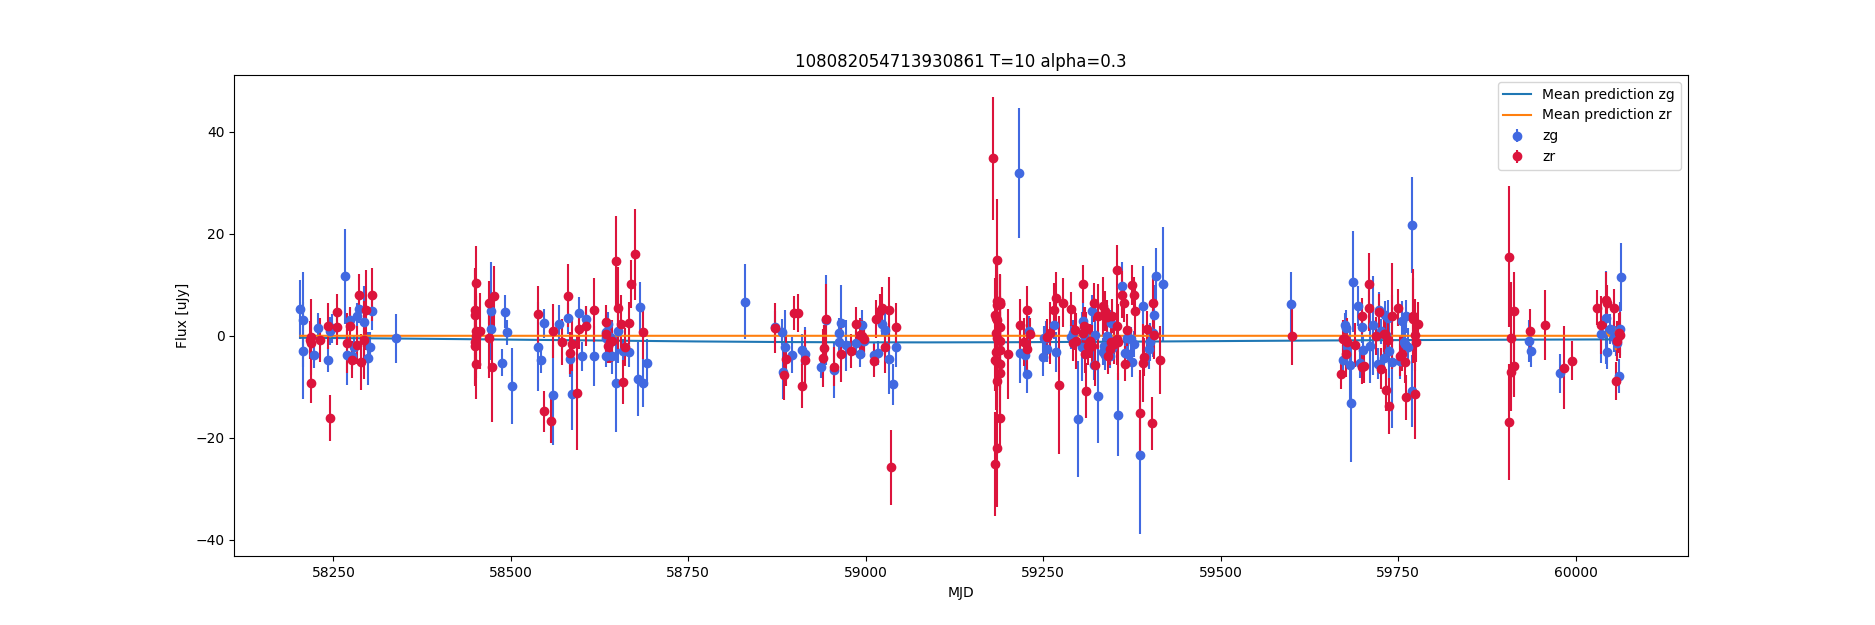 108082054713930861 T=10 alpha=0.3
Mean prediction zg
Mean prediction zr
zg
zr
Flux [uJy]
40
20
0
−20
−40
58250 58500 58750 59000 59250 59500 59750 60000
MJD